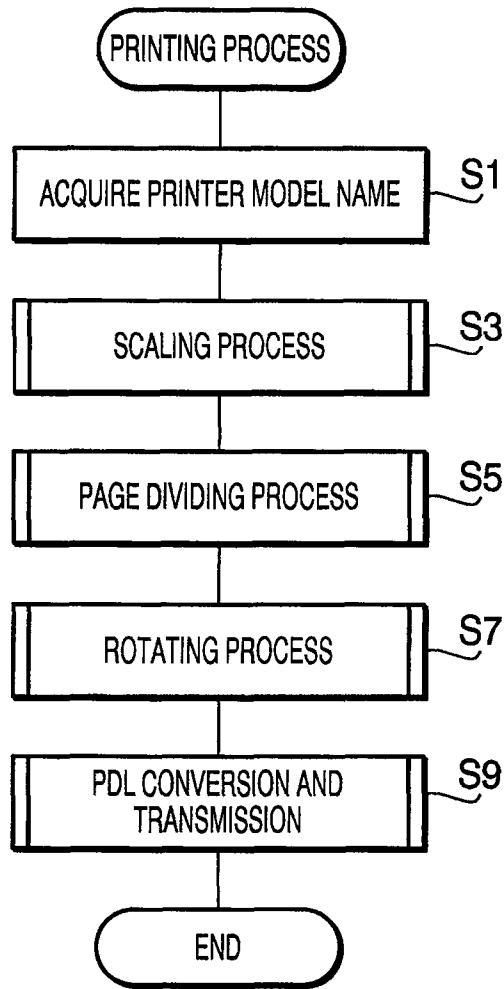 PRINTING PROCESS
ACQUIRE PRINTER MODEL NAME
S1
SCALING PROCESS
S3
PAGE DIVIDING PROCESS
S5
ROTATING PROCESS
S7
PDL CONVERSION AND
TRANSMISSION
S9
END